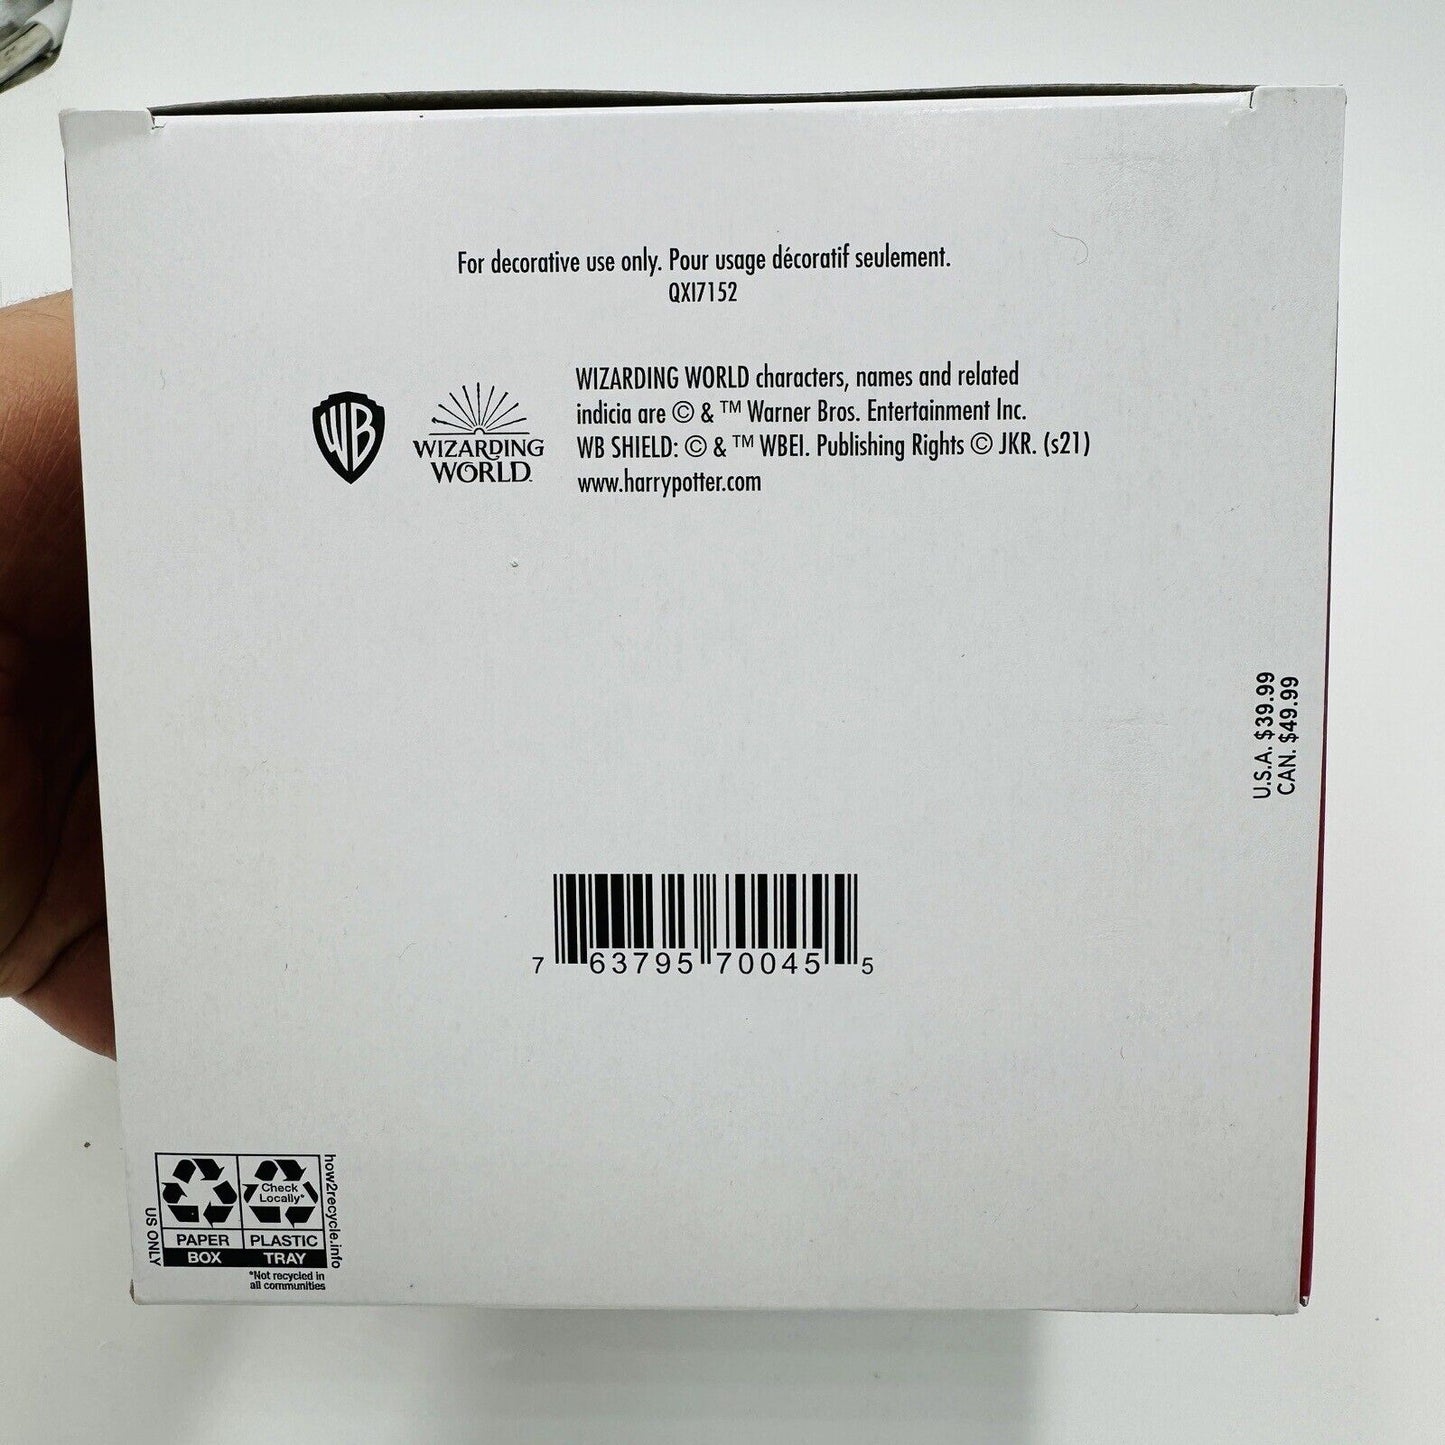 For decorative use only. Pour usage décoratif seulement.
QXI7152
WB
WIZARDING
WORLD
WIZARDING WORLD characters, names and related
indicia are © & ™ Warner Bros. Entertainment Inc.
WB SHIELD: © & ™ WBEI. Publishing Rights © JKR. (s21)
www.harrypotter.com
U.S.A. $39.99
CAN. $49.99
7 63795 70045 5
US ONLY
Check
Locally*
PAPER
BOX
PLASTIC
TRAY
*Not recycled in
all communities
how2recycle.info